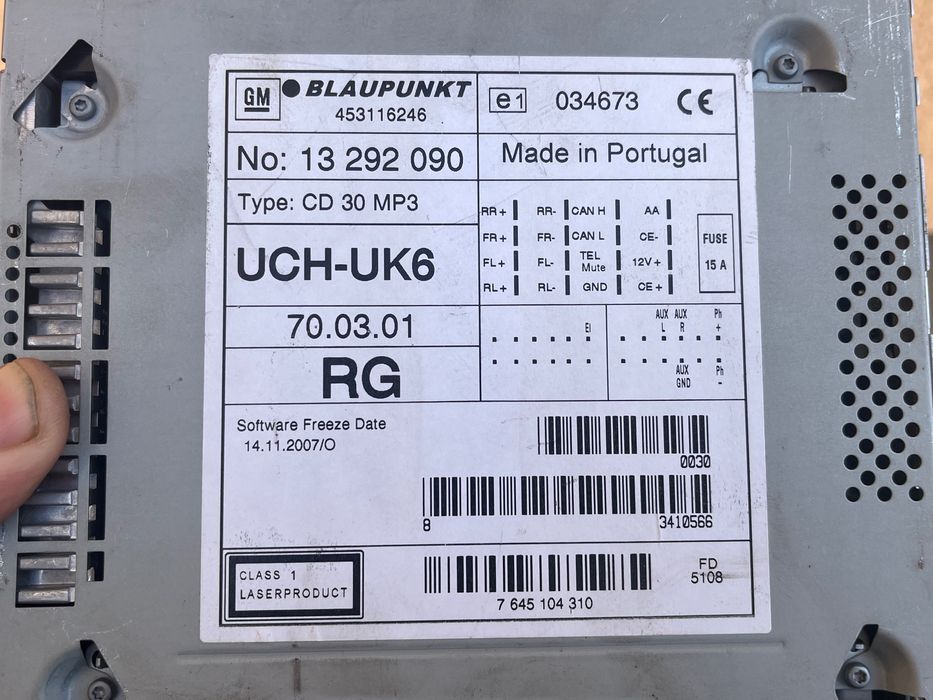 GM BLAUPUNKT
453116246
e1 034673 CE
No: 13 292 090
Made in Portugal
Type: CD 30 MP3
UCH-UK6
70.03.01
RG
RR+ RR- CAN H AA
FR+ FR- CAN L CE-
FL+ FL- TEL Mute 12V+
RL+ RL- GND CE+
FUSE
15 A
EI
AUX L AUX R Ph +
AUX GND Ph -
Software Freeze Date
14.11.2007/O
0030
8 3410566
CLASS 1
LASERPRODUCT
7 645 104 310
FD
5108